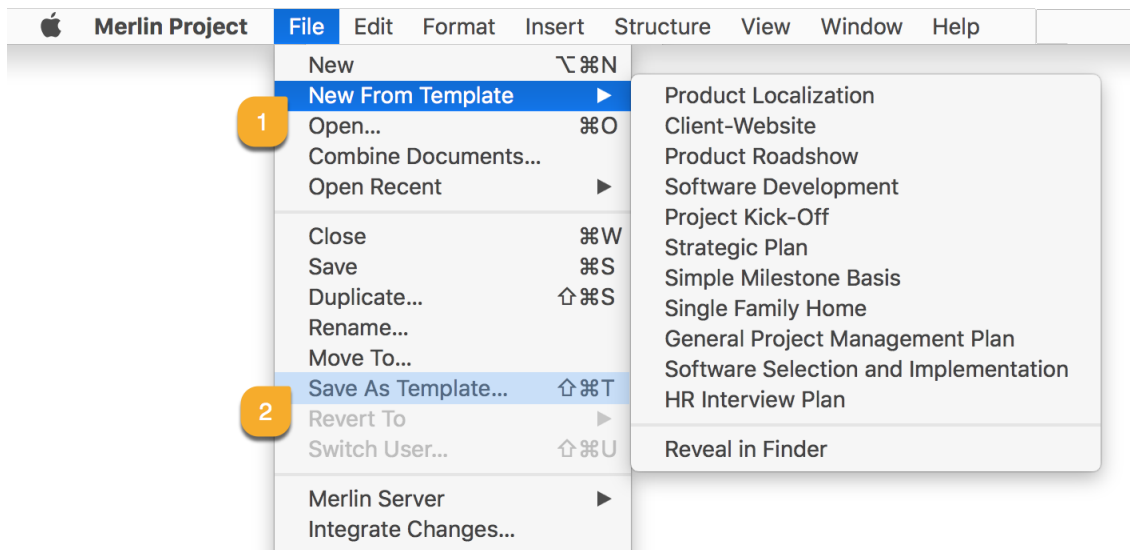 Merlin Project File Edit Format Insert Structure View Window Help
New ⌥⌘N
New From Template ▶
1
Open... ⌘O
Combine Documents...
Open Recent ▶
Close ⌘W
Save ⌘S
Duplicate... ⇧⌘S
Rename...
Move To...
Save As Template... ⇧⌘T
2
Revert To ▶
Switch User... ⇧⌘U
Merlin Server ▶
Integrate Changes...
Product Localization
Client-Website
Product Roadshow
Software Development
Project Kick-Off
Strategic Plan
Simple Milestone Basis
Single Family Home
General Project Management Plan
Software Selection and Implementation
HR Interview Plan
Reveal in Finder